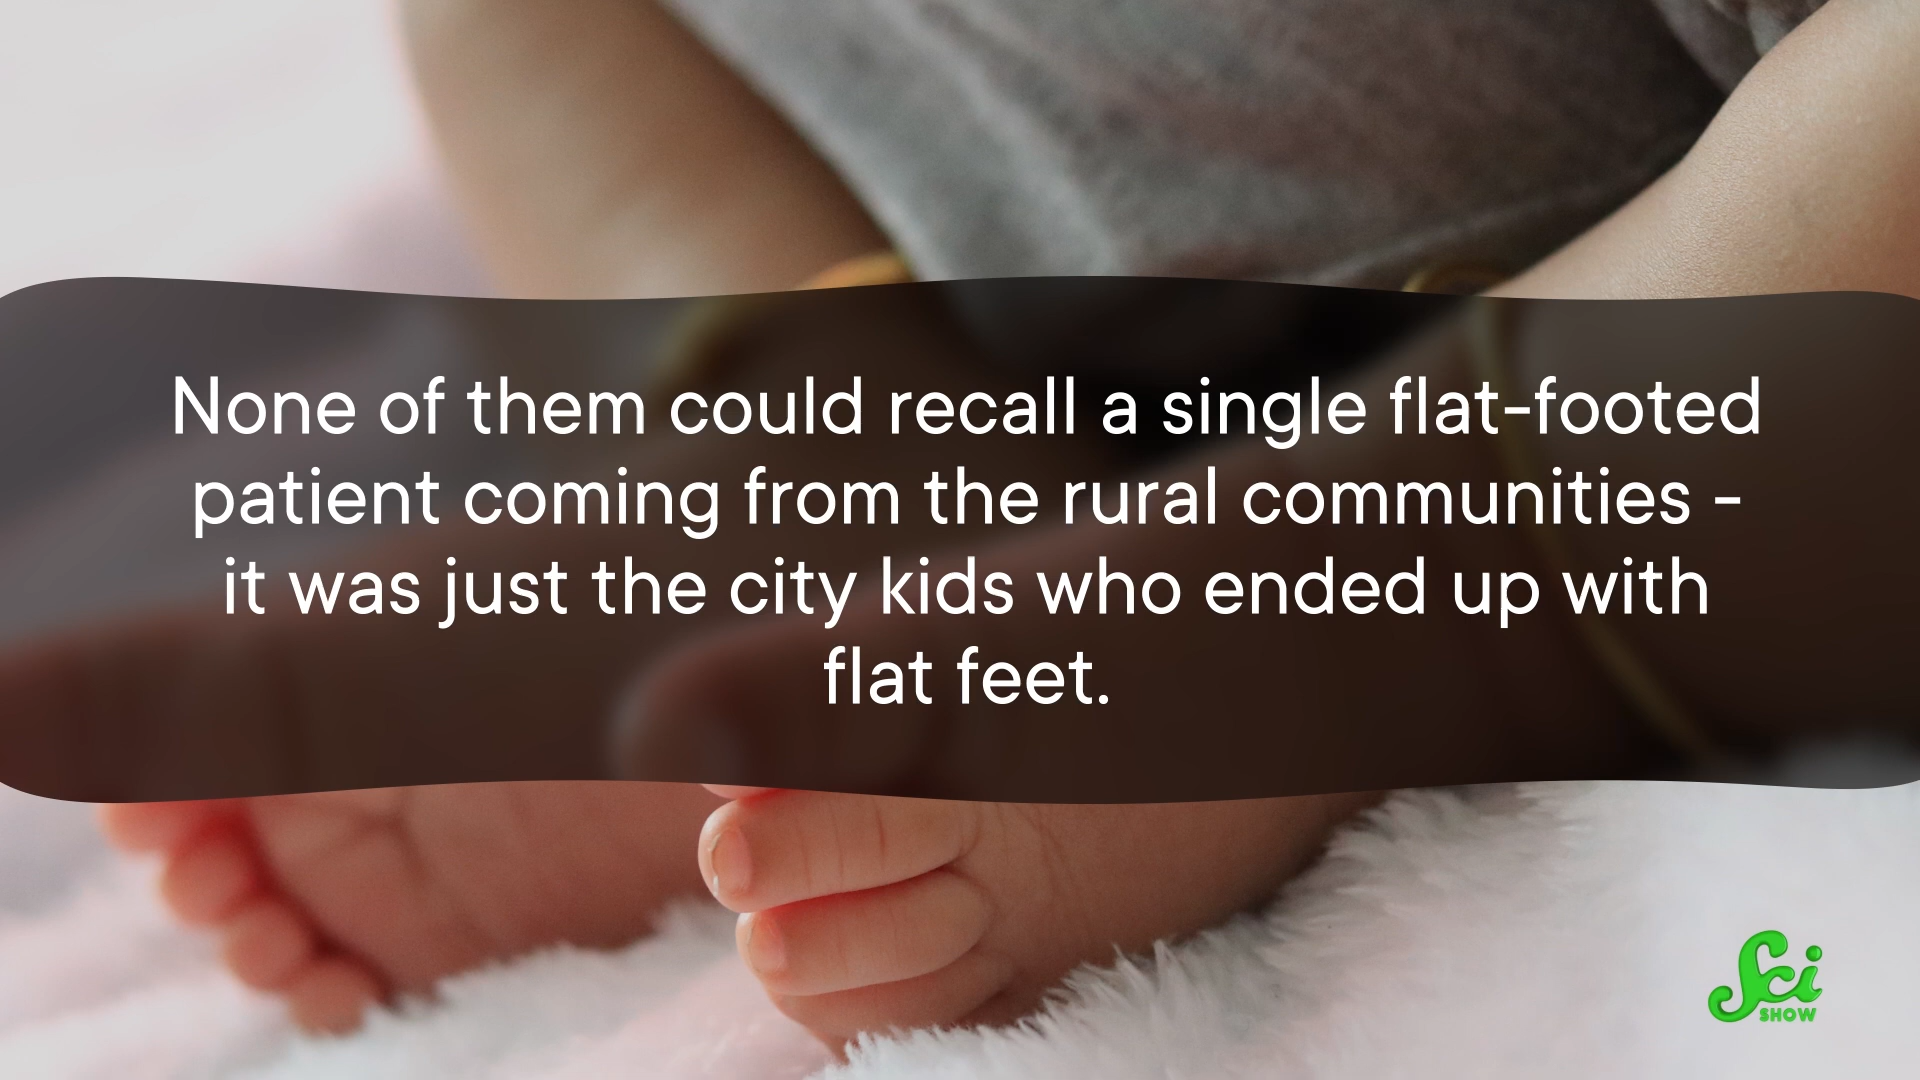 None of them could recall a single flat-footed
patient coming from the rural communities -
it was just the city kids who ended up with
flat feet.
Sci
SHOW